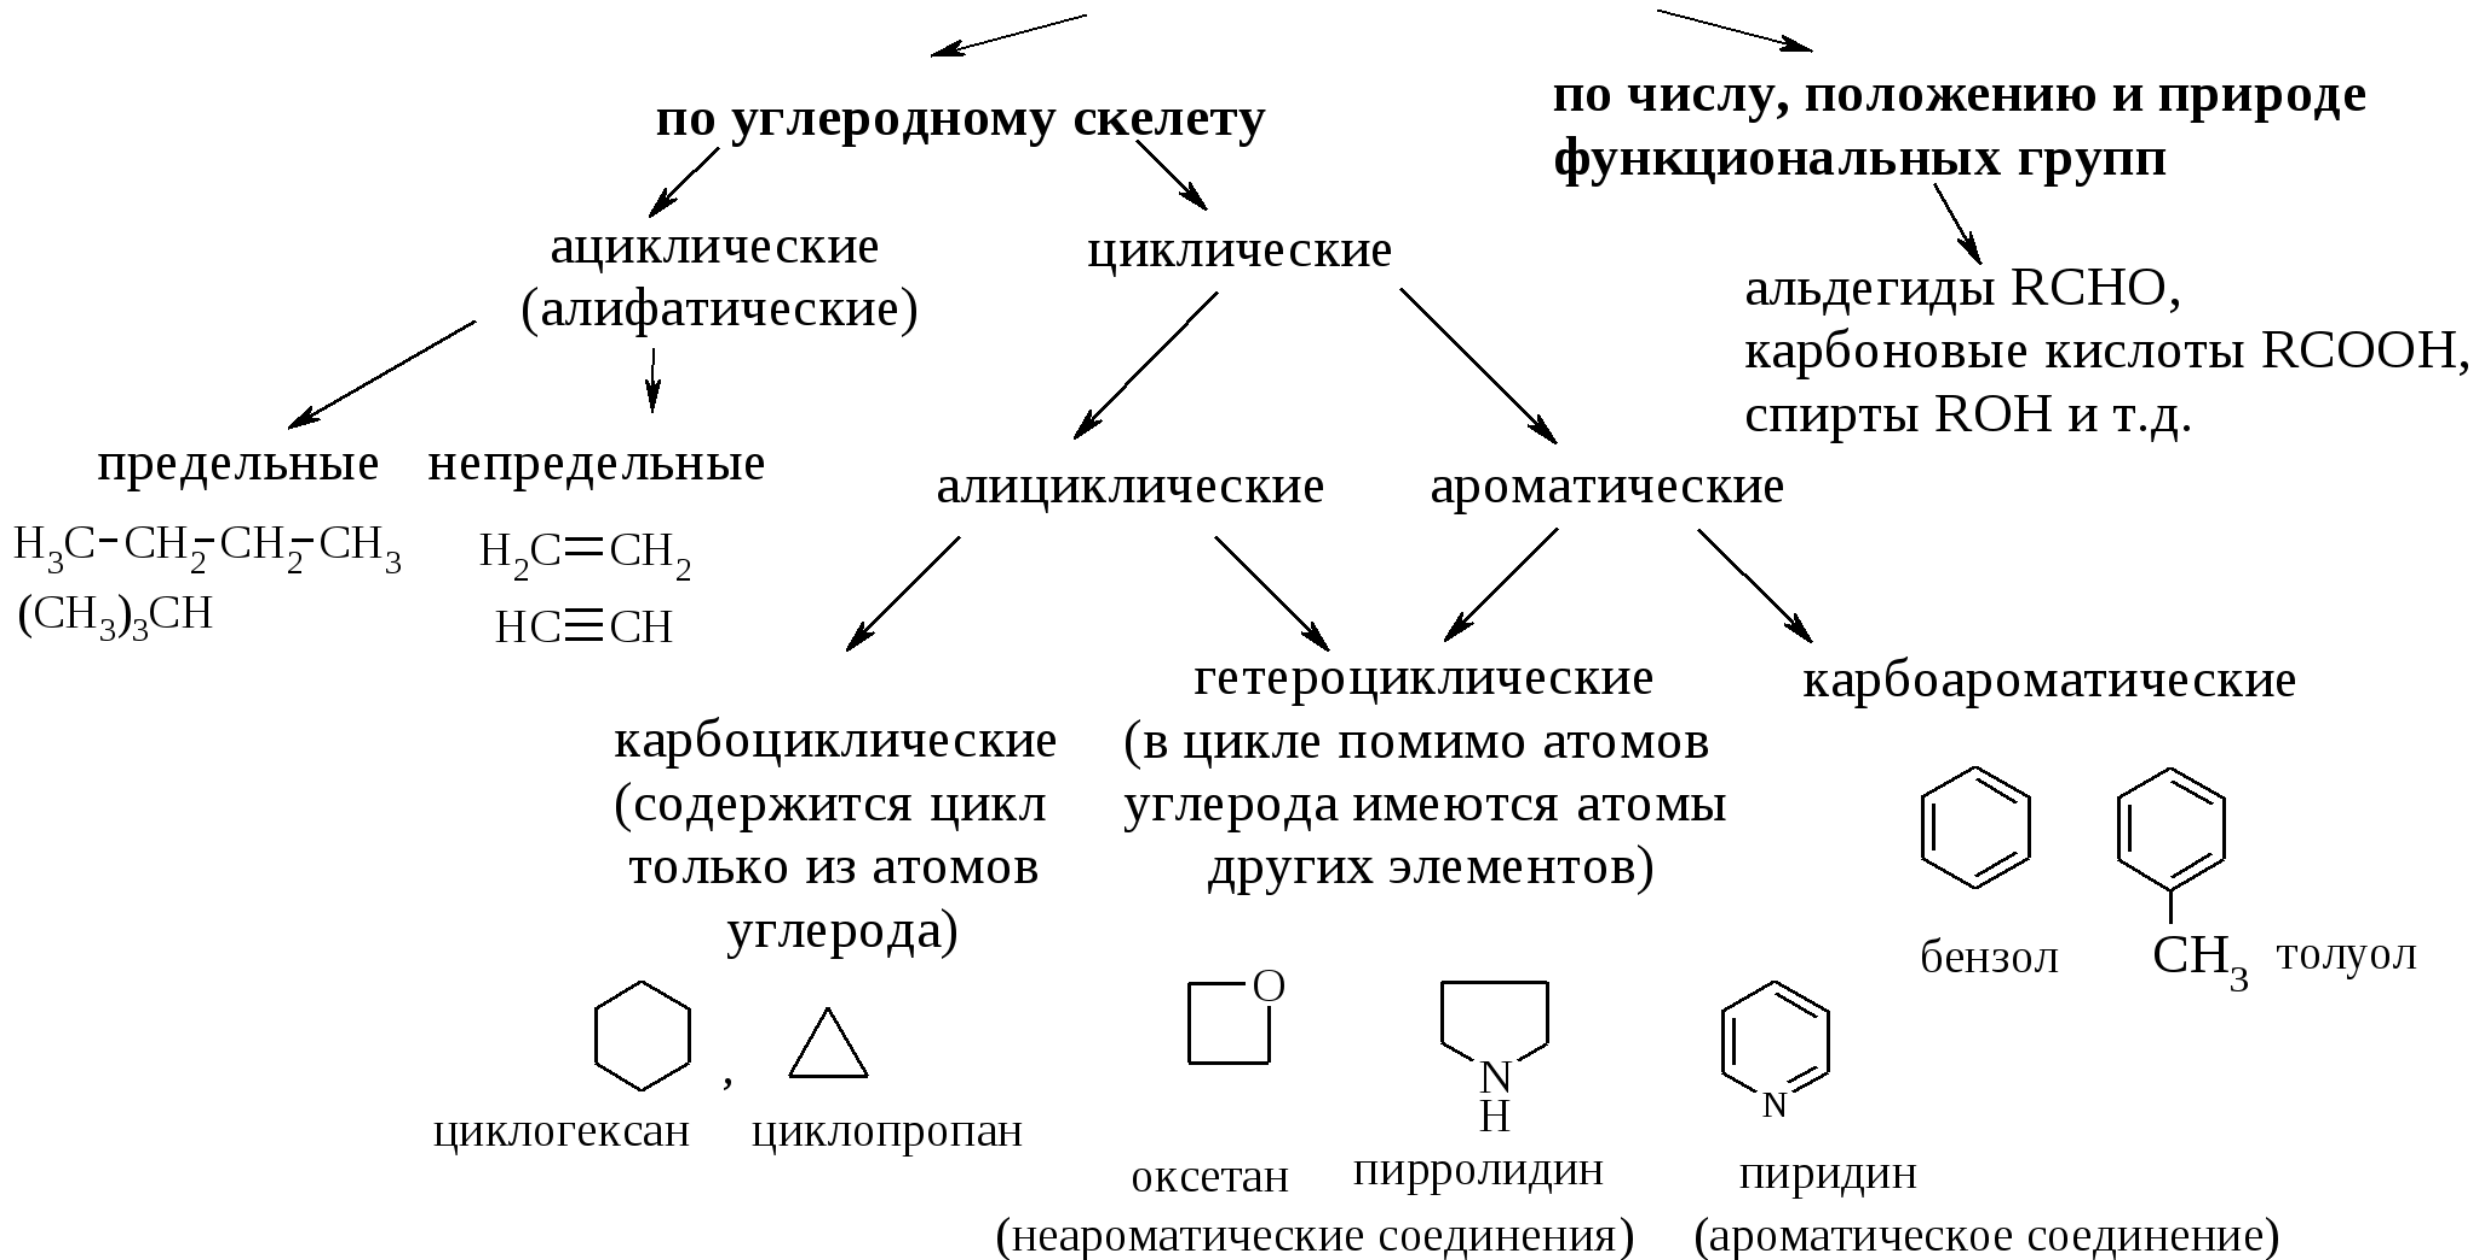 по углеродному скелету
по числу, положению и природе
функциональных групп
ациклические
(алифатические)
циклические
альдегиды RCHO,
карбоновые кислоты RCOOH,
спирты ROH и т.д.
предельные
непредельные
алициклические
ароматические
H₃C–CH₂–CH₂–CH₃
(CH₃)₃CH
H₂C=CH₂
HC≡CH
карбоциклические
(содержится цикл
только из атомов
углерода)
гетероциклические
(в цикле помимо атомов
углерода имеются атомы
других элементов)
карбоароматические
бензол
CH₃
толуол
,
циклогексан
циклопропан
O
N
H
N
оксетан
пирролидин
пиридин
(неароматические соединения)
(ароматическое соединение)